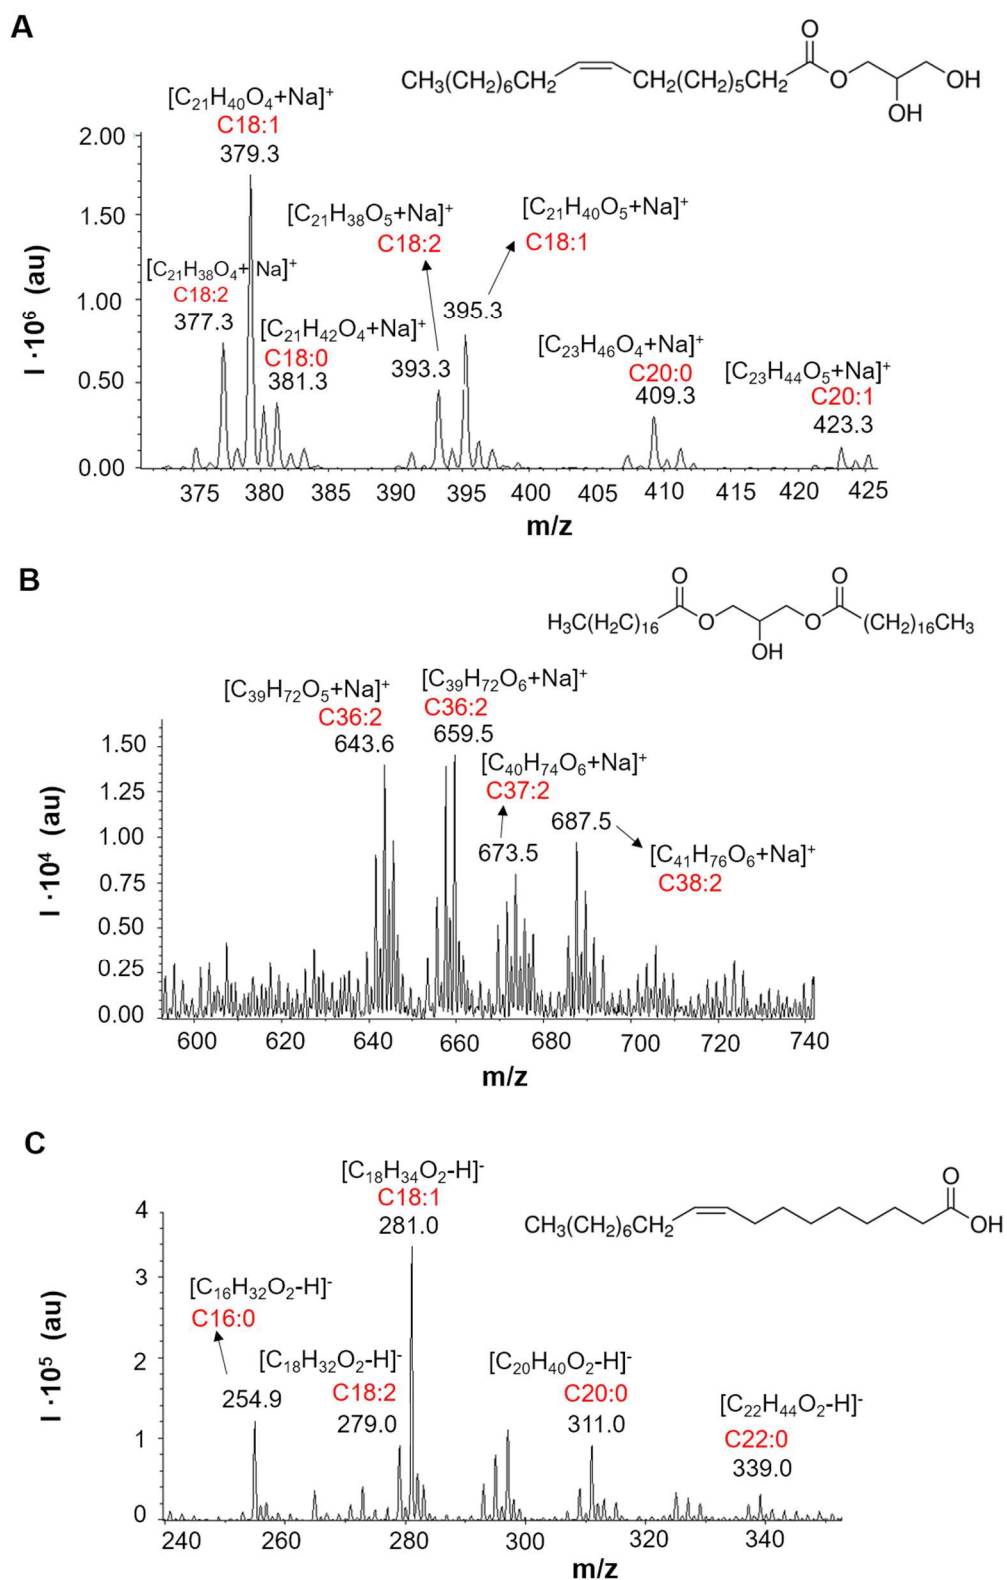 A
CH3(CH2)6CH2
CH2(CH2)5CH2
O
O
OH
OH
[C21H40O4+Na]+
C18:1
379.3
[C21H38O5+Na]+
C18:2
[C21H40O5+Na]+
C18:1
[C21H38O4+Na]+
C18:2
377.3
[C21H42O4+Na]+
C18:0
381.3
393.3
395.3
[C23H46O4+Na]+
C20:0
409.3
[C23H44O5+Na]+
C20:1
423.3
I ·10⁶ (au)
2.00
1.50
1.00
0.50
0.00
375 380 385 390 395 400 405 410 415 420 425
m/z
B
O
O
H3C(H2C)16
O
O
(CH2)16CH3
OH
[C39H72O5+Na]+
C36:2
643.6
[C39H72O6+Na]+
C36:2
659.5
[C40H74O6+Na]+
C37:2
673.5
687.5
[C41H76O6+Na]+
C38:2
I ·10⁴ (au)
1.50
1.25
1.00
0.75
0.50
0.25
0.00
600 620 640 660 680 700 720 740
m/z
C
[C18H34O2-H]-
C18:1
281.0
O
CH3(CH2)6CH2
OH
[C16H32O2-H]-
C16:0
254.9
[C18H32O2-H]-
C18:2
279.0
[C20H40O2-H]-
C20:0
311.0
[C22H44O2-H]-
C22:0
339.0
I ·10⁵ (au)
4
3
2
1
0
240 260 280 300 320 340
m/z